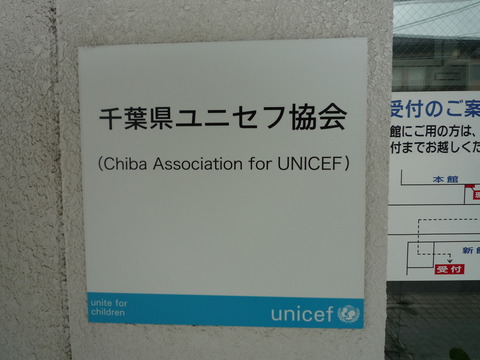 千葉県ユニセフ協会
(Chiba Association for UNICEF)
unite for
children
unicef
受付のご案
館にご用の方は、
付までお越しくだ
本館
新館
受付